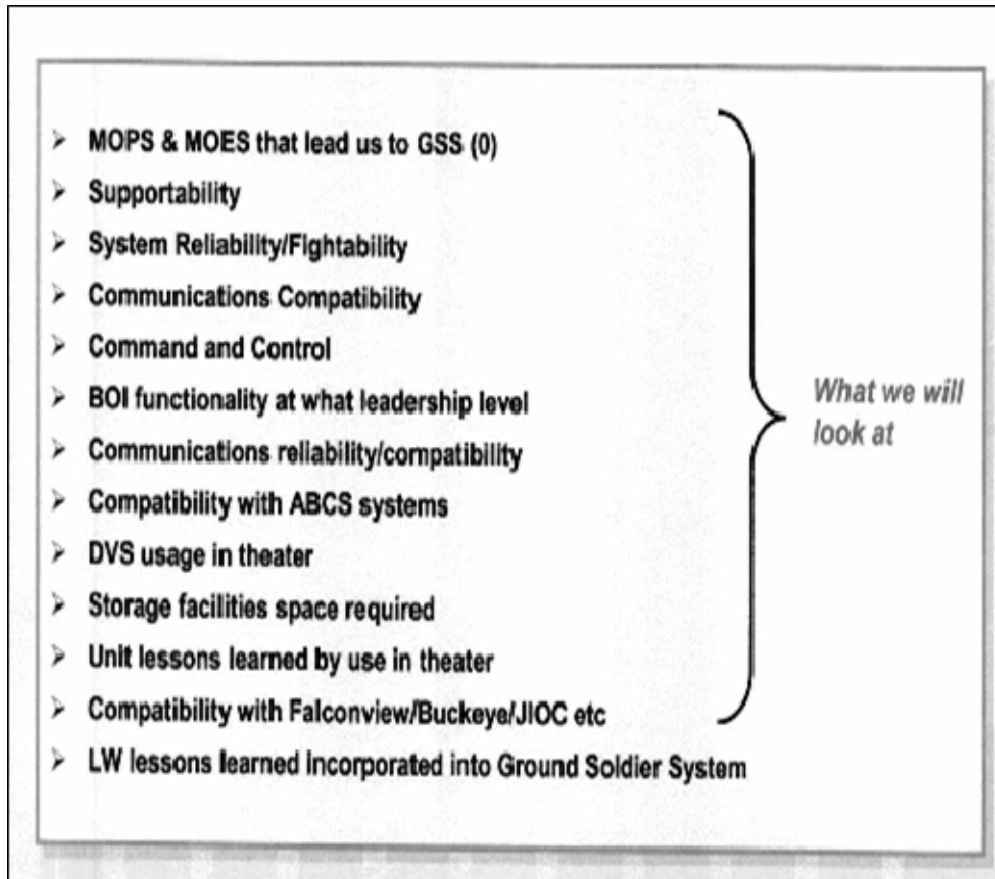 ➢ MOPS & MOES that lead us to GSS (0)
➢ Supportability
➢ System Reliability/Fightability
➢ Communications Compatibility
➢ Command and Control
➢ BOI functionality at what leadership level
➢ Communications reliability/compatibility
➢ Compatibility with ABCS systems
➢ DVS usage in theater
➢ Storage facilities space required
➢ Unit lessons learned by use in theater
➢ Compatibility with Falconview/Buckeye/JIOC etc
➢ LW lessons learned incorporated into Ground Soldier System
What we will
look at